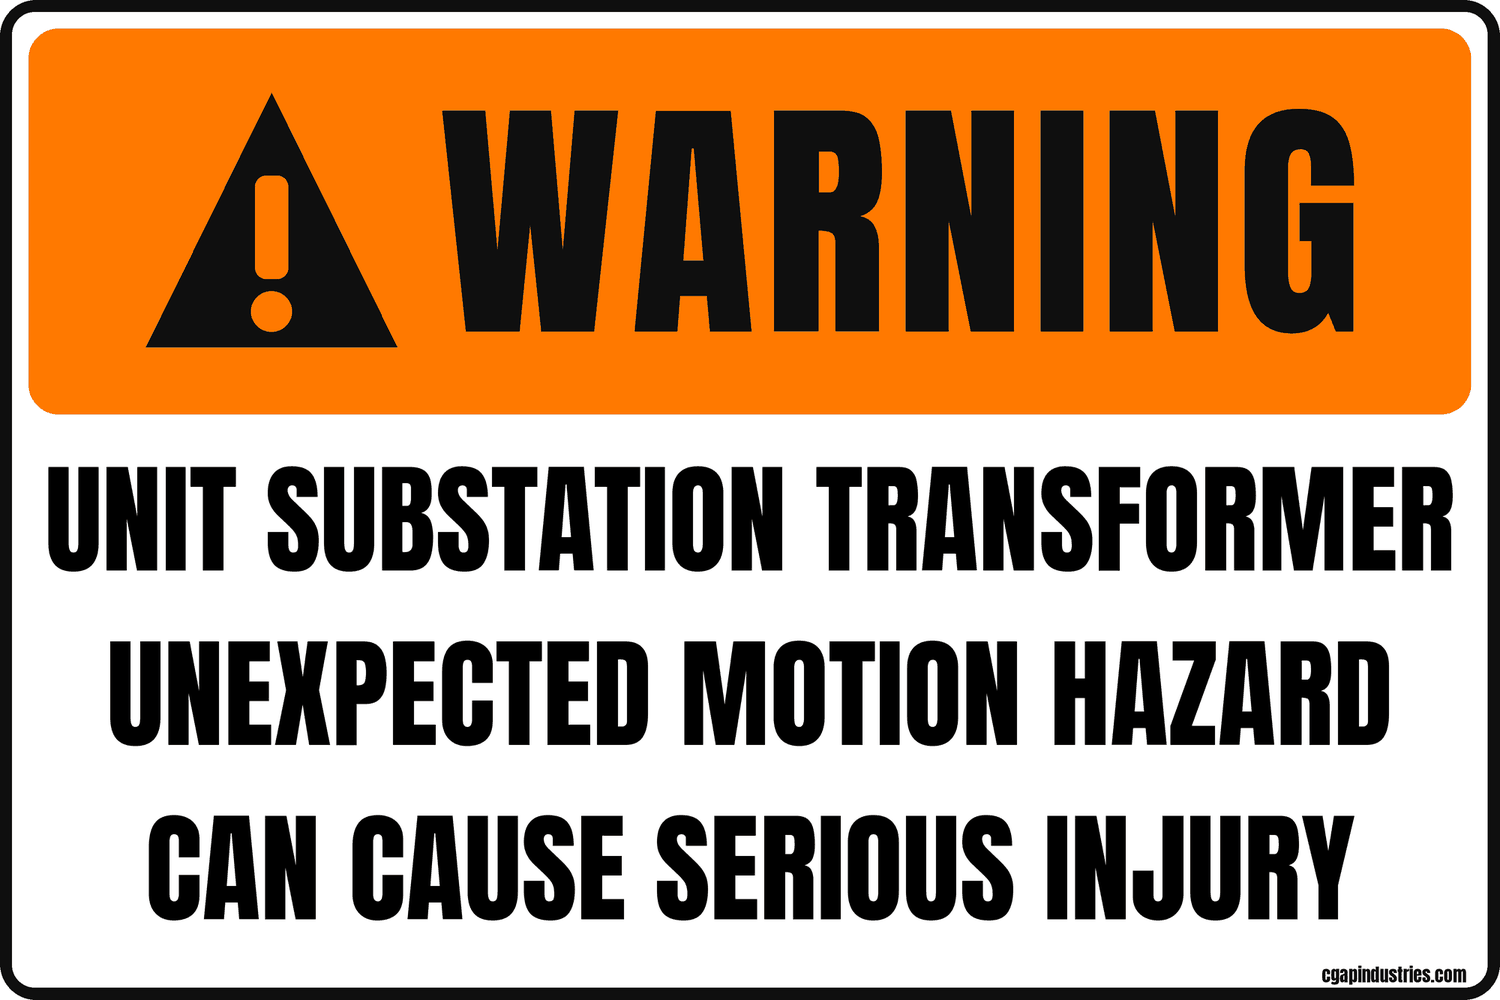 WARNING
UNIT SUBSTATION TRANSFORMER
UNEXPECTED MOTION HAZARD
CAN CAUSE SERIOUS INJURY
cgapindustries.com